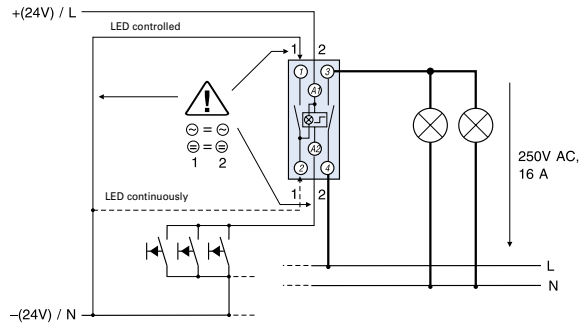 +(24V) / L
LED controlled
1 2
1 3
A1
A2
2 4
~ = ~
= = =
1 2
LED continuously
1 2
250V AC,
16 A
L
N
–(24V) / N